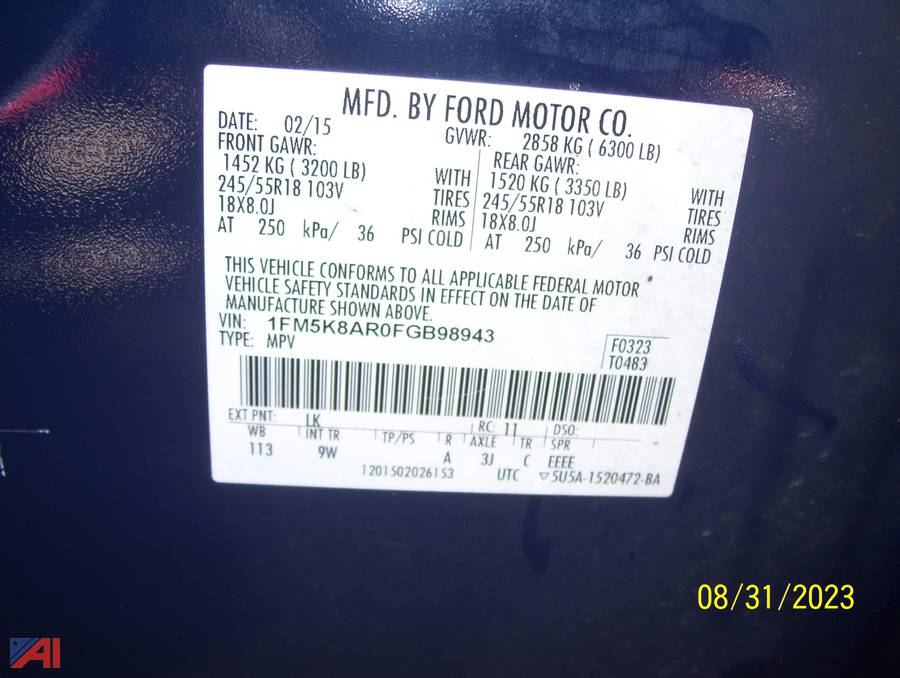 MFD. BY FORD MOTOR CO.
DATE: 02/15 GVWR: 2858 KG ( 6300 LB)
FRONT GAWR: REAR GAWR:
1452 KG ( 3200 LB) WITH 1520 KG ( 3350 LB) WITH
245/55R18 103V TIRES 245/55R18 103V TIRES
18X8.0J RIMS 18X8.0J RIMS
AT 250 kPa/ 36 PSI COLD AT 250 kPa/ 36 PSI COLD
THIS VEHICLE CONFORMS TO ALL APPLICABLE FEDERAL MOTOR
VEHICLE SAFETY STANDARDS IN EFFECT ON THE DATE OF
MANUFACTURE SHOWN ABOVE.
VIN: 1FM5K8AR0FGB98943
TYPE: MPV
F0323
T0483
EXT PNT: LK RC: 11 DSO:
WB INT TR TP/PS R AXLE TR SPR
113 9W A 3J C EEEE
1201502026153 UTC ▽5U5A-1520472-BA
08/31/2023
AI